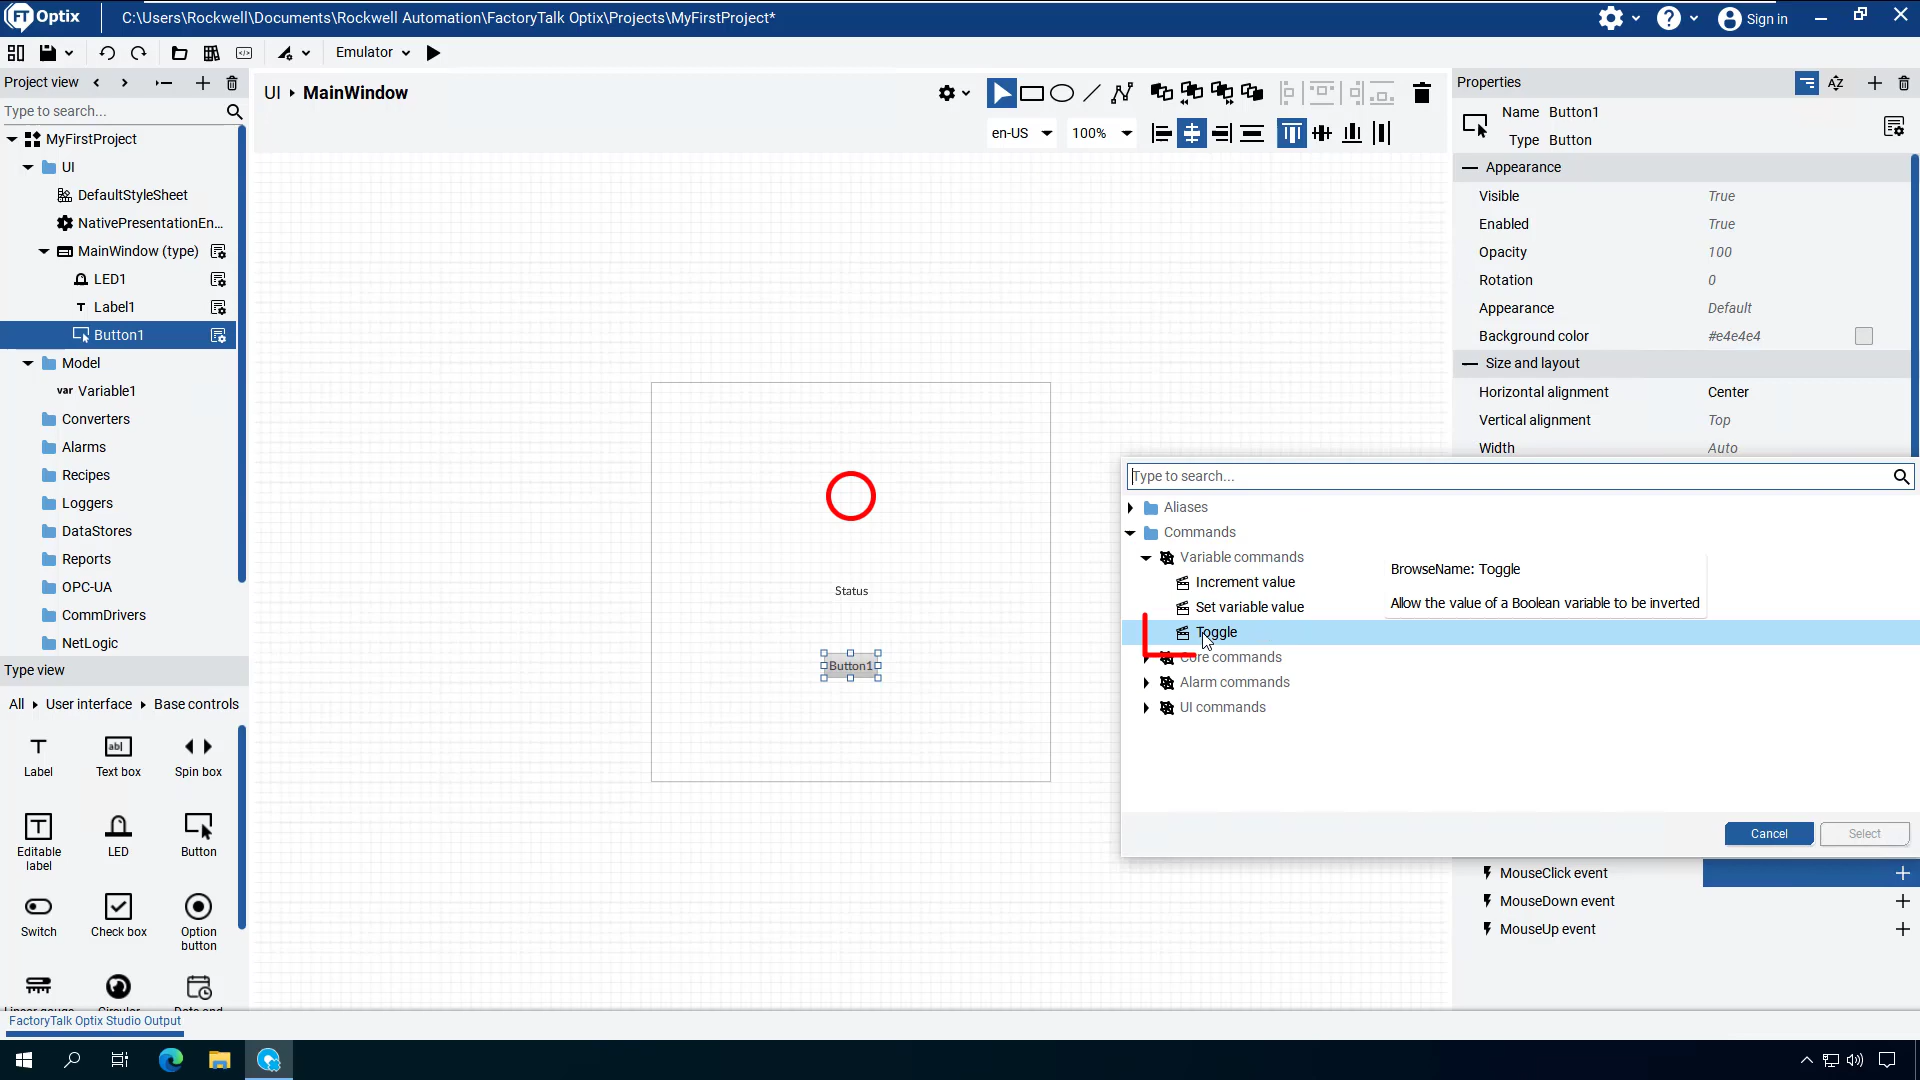 FT Optix
C:\Users\Rockwell\Documents\Rockwell Automation\FactoryTalk Optix\Projects\MyFirstProject*
Sign in
Emulator
Project view
Type to search...
MyFirstProject
UI
DefaultStyleSheet
NativePresentationEn...
MainWindow (type)
LED1
Label1
Button1
Model
var Variable1
Converters
Alarms
Recipes
Loggers
DataStores
Reports
OPC-UA
CommDrivers
NetLogic
Type view
All User interface Base controls
Label Text box Spin box
Editable label LED Button
Switch Check box Option button
FactoryTalk Optix Studio Output
UI MainWindow
en-US 100%
Status
Button1
Properties
Name Button1
Type Button
Appearance
Visible True
Enabled True
Opacity 100
Rotation 0
Appearance Default
Background color #e4e4e4
Size and layout
Horizontal alignment Center
Vertical alignment Top
Width Auto
Type to search...
Aliases
Commands
Variable commands
Increment value
Set variable value
Toggle
Core commands
Alarm commands
UI commands
BrowseName: Toggle
Allow the value of a Boolean variable to be inverted
Cancel Select
MouseClick event
MouseDown event
MouseUp event